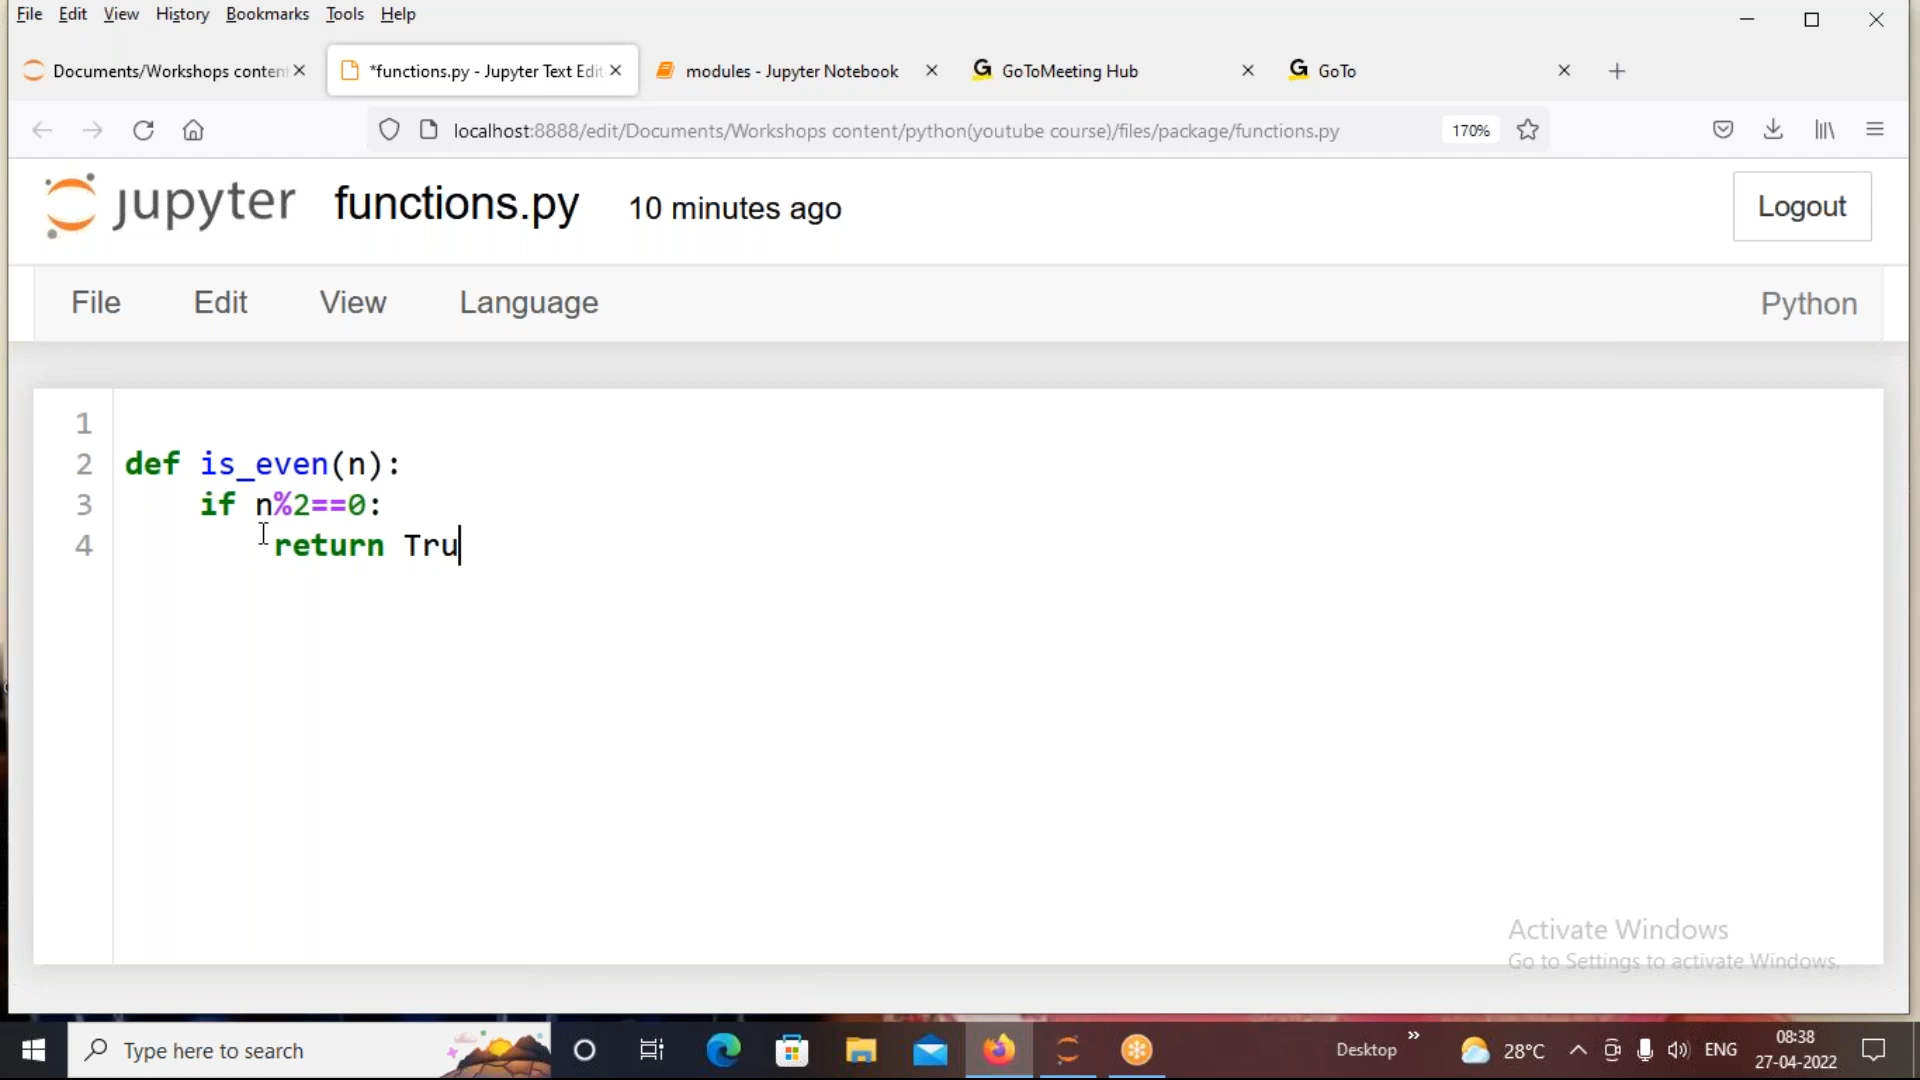 File Edit View History Bookmarks Tools Help
Documents/Workshops conten
*functions.py - Jupyter Text Edit
modules - Jupyter Notebook
G GoToMeeting Hub
G GoTo
localhost:8888/edit/Documents/Workshops content/python(youtube course)/files/package/functions.py
170%
jupyter functions.py 10 minutes ago
Logout
File Edit View Language
Python
1
2 def is_even(n):
3 if n%2==0:
4 return Tru
Activate Windows
Go to Settings to activate Windows.
Type here to search
Desktop
28°C
ENG
08:38
27-04-2022